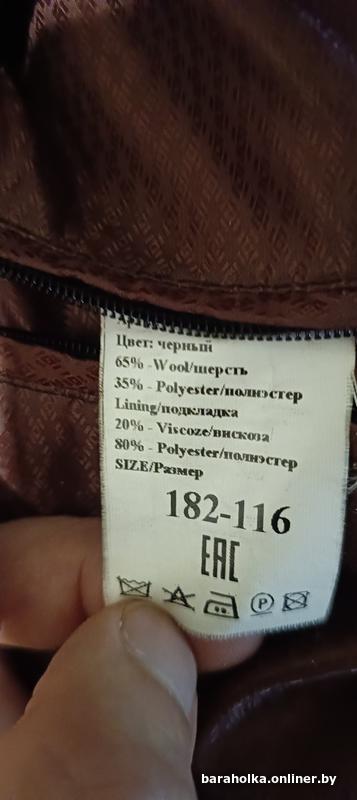 Цвет: черный
65% -Wool/шерсть
35% - Polyester/полиэстер
Lining/подкладка
20% - Viscoze/вискоза
80% - Polyester/полиэстер
SIZE/Размер
182-116
EAC
P
baraholka.onliner.by